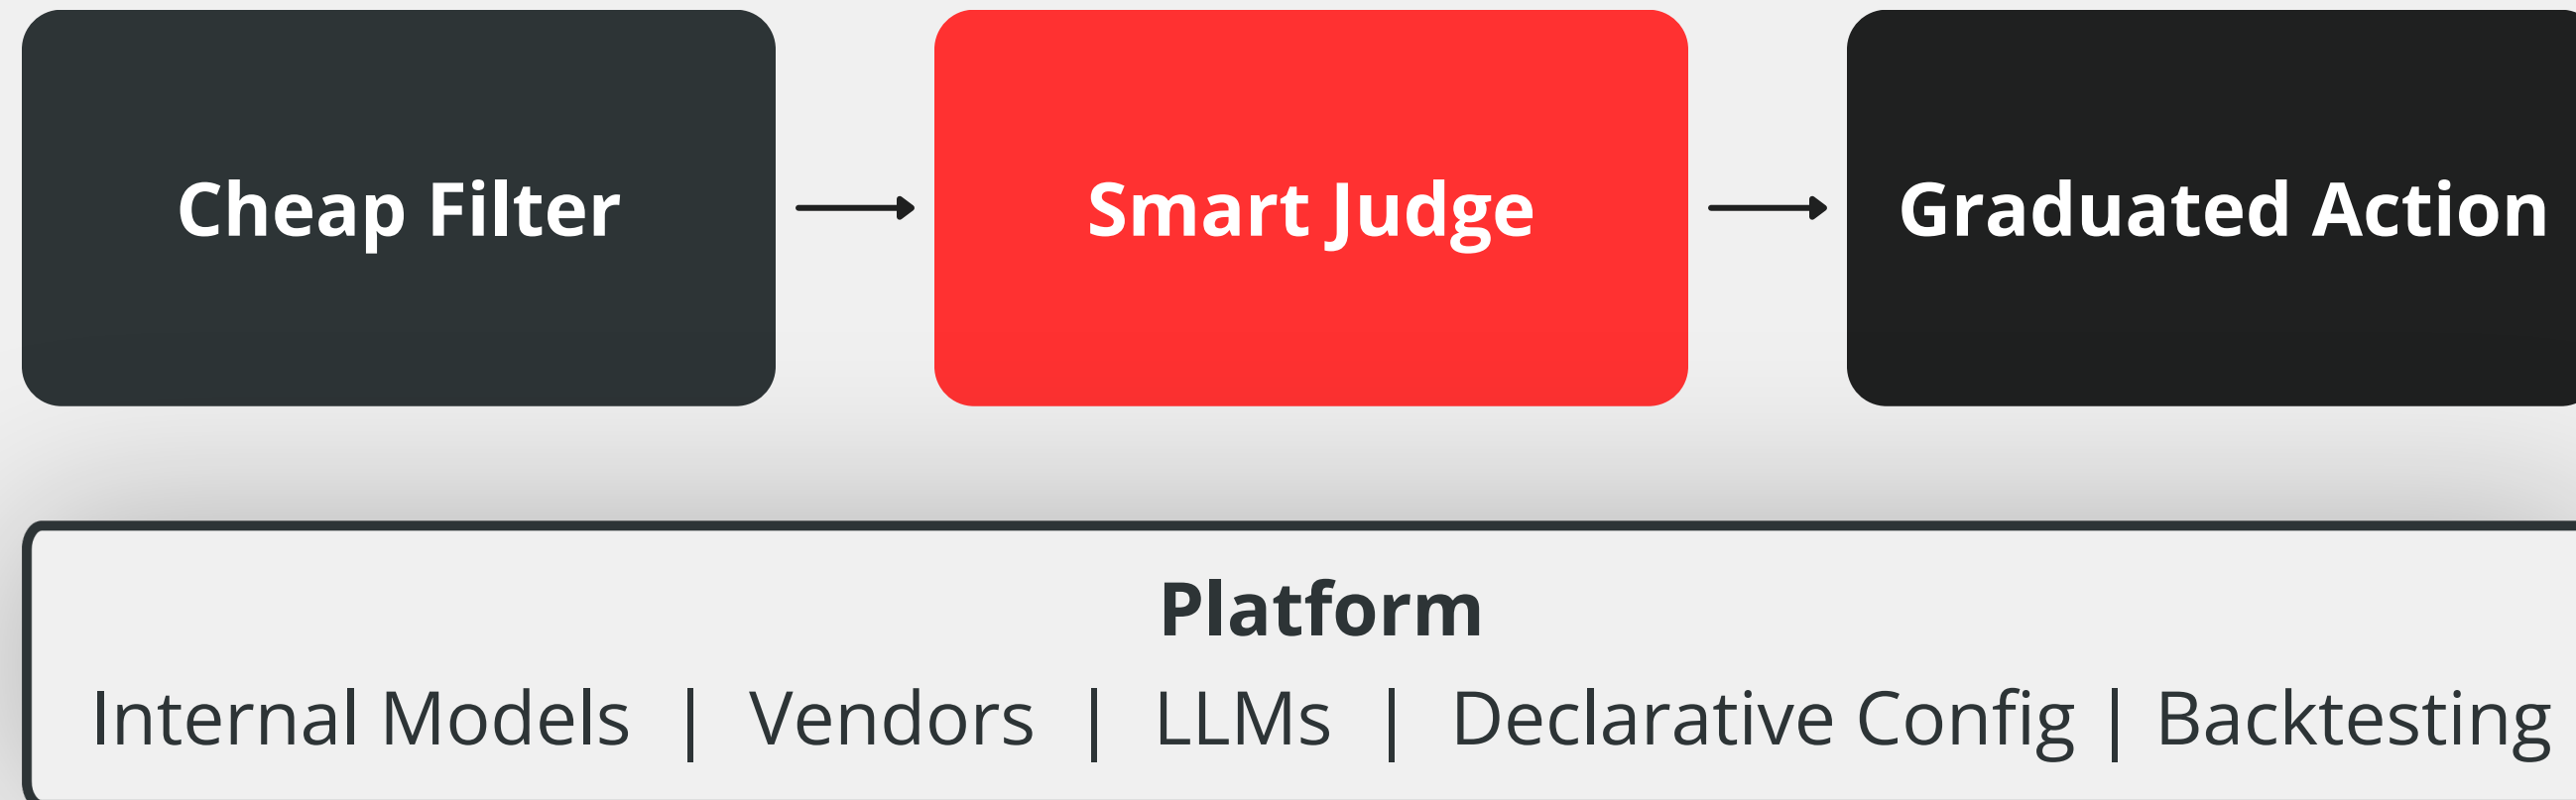 Cheap Filter
Smart Judge
Graduated Action
Platform
Internal Models | Vendors | LLMs | Declarative Config | Backtesting